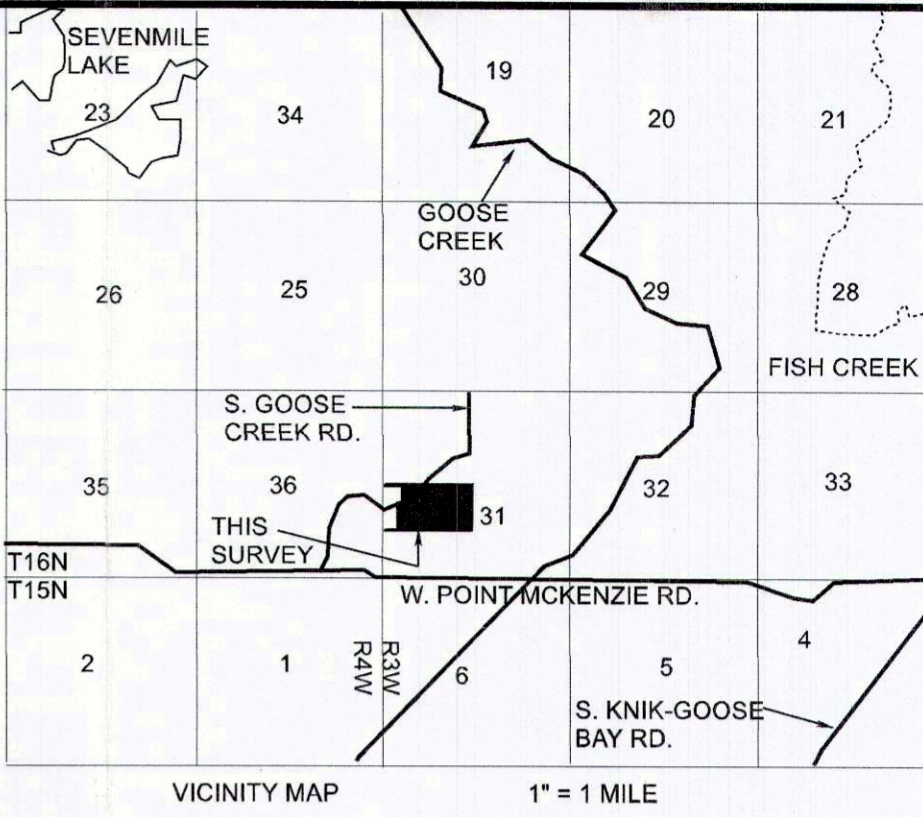 SEVENMILE
LAKE
23
34
19
20
21
GOOSE
CREEK
26
25
30
29
28
FISH CREEK
S. GOOSE
CREEK RD.
35
36
31
32
33
THIS
SURVEY
T16N
T15N
W. POINT MCKENZIE RD.
2
1
R4W
R3W
6
5
4
S. KNIK-GOOSE
BAY RD.
VICINITY MAP
1" = 1 MILE